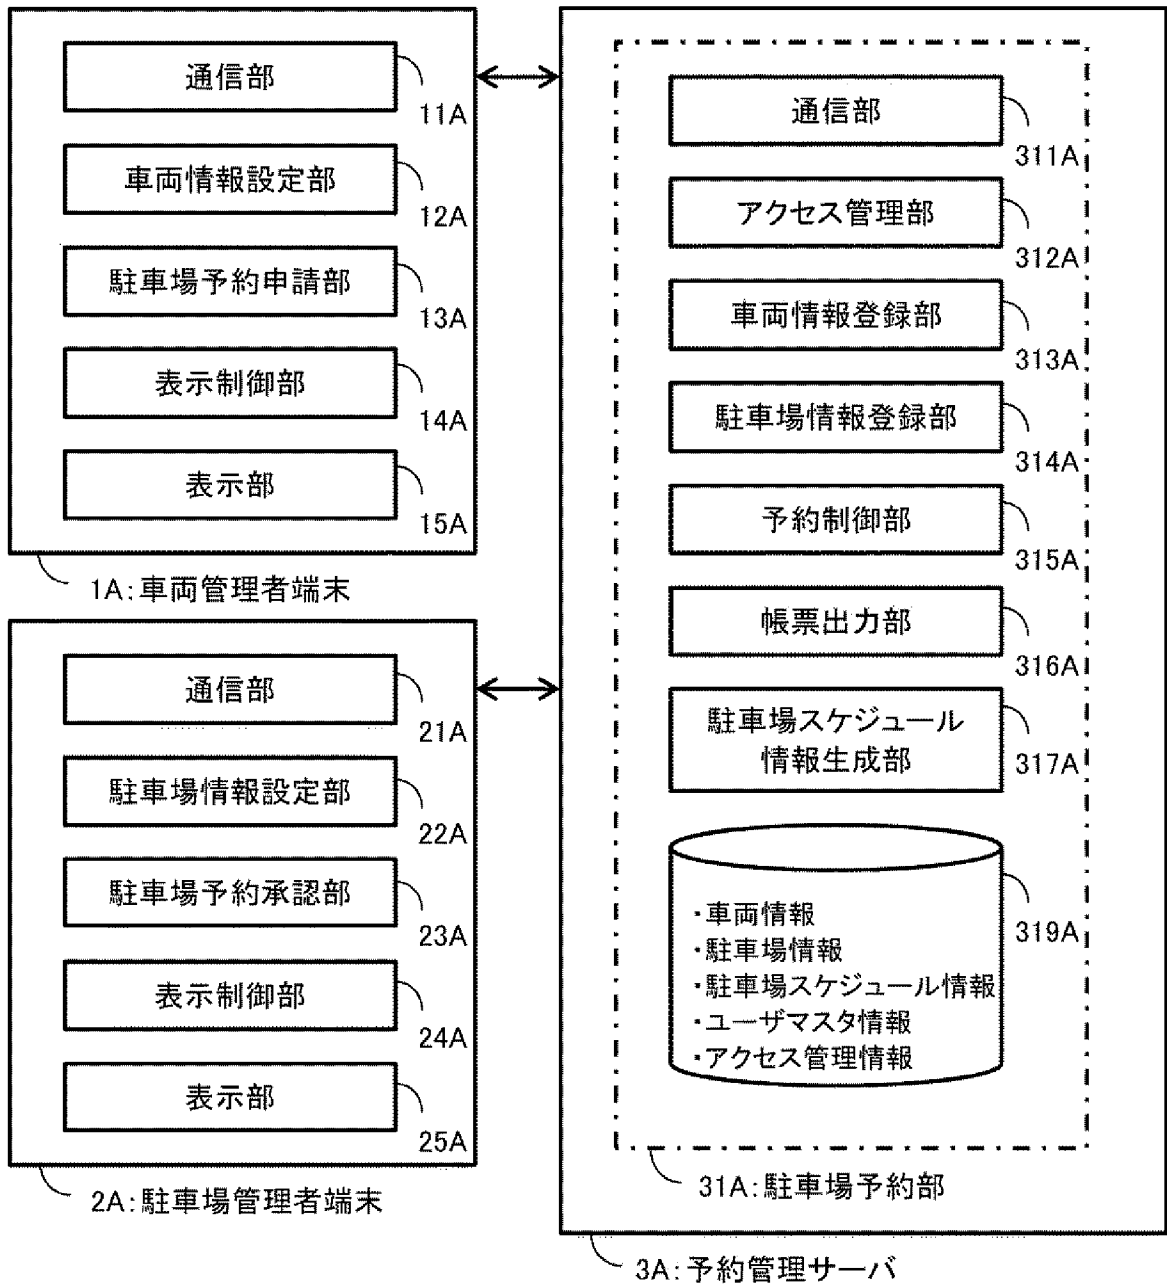 通信部
11A
車両情報設定部
12A
駐車場予約申請部
13A
表示制御部
14A
表示部
15A
1A:車両管理者端末
通信部
21A
駐車場情報設定部
22A
駐車場予約承認部
23A
表示制御部
24A
表示部
25A
2A:駐車場管理者端末
通信部
311A
アクセス管理部
312A
車両情報登録部
313A
駐車場情報登録部
314A
予約制御部
315A
帳票出力部
316A
駐車場スケジュール
情報生成部
317A
・車両情報
・駐車場情報
・駐車場スケジュール情報
・ユーザマスタ情報
・アクセス管理情報
319A
31A:駐車場予約部
3A:予約管理サーバ